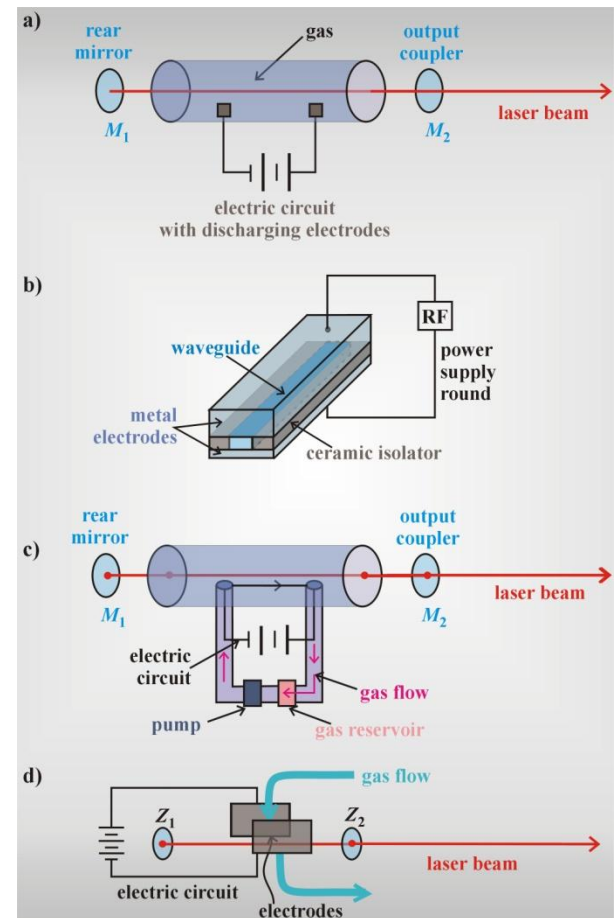 a)
gas
rear
mirror
output
coupler
M1
M2
laser beam
electric circuit
with discharging electrodes
b)
RF
waveguide
power
supply
round
metal
electrodes
ceramic isolator
rear
mirror
output
coupler
c)
laser beam
M1
M2
electric
circuit
gas flow
pump
gas reservoir
d)
gas flow
Z1
Z2
laser beam
electric circuit
electrodes